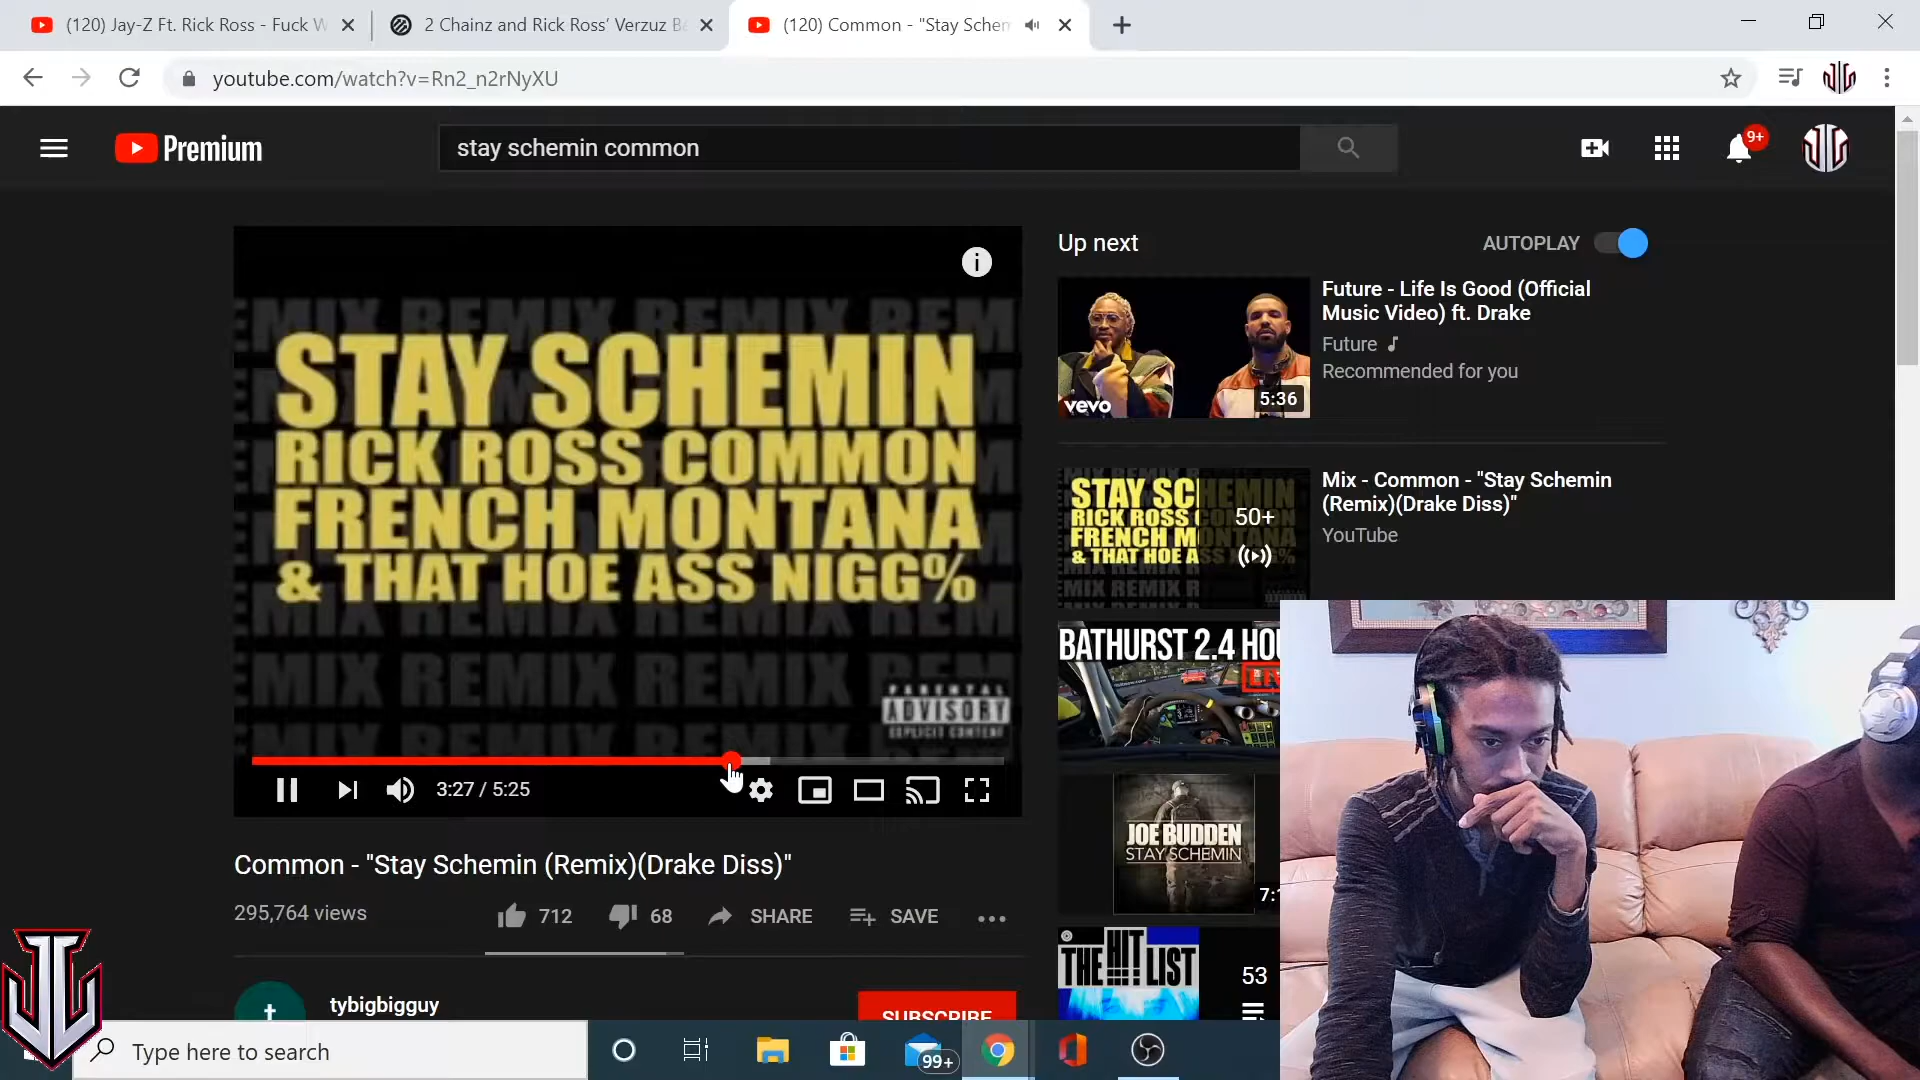 (120) Jay-Z Ft. Rick Ross - Fuck W
2 Chainz and Rick Ross’ Verzuz Ba
(120) Common - "Stay Schem
youtube.com/watch?v=Rn2_n2rNyXU
Premium
stay schemin common
9+
STAY SCHEMIN
RICK ROSS COMMON
FRENCH MONTANA
& THAT HOE ASS NIGG%
PARENTAL
ADVISORY
EXPLICIT CONTENT
3:27 / 5:25
Common - "Stay Schemin (Remix)(Drake Diss)"
295,764 views
712
68
SHARE
SAVE
tybigbigguy
SUBSCRIBE
Up next
AUTOPLAY
Future - Life Is Good (Official
Music Video) ft. Drake
Future
Recommended for you
vevo
5:36
Mix - Common - "Stay Schemin
(Remix)(Drake Diss)"
YouTube
50+
BATHURST 2.4 HOU
JOE BUDDEN
STAY SCHEMIN
THE HIT
LIST
53
Type here to search
99+